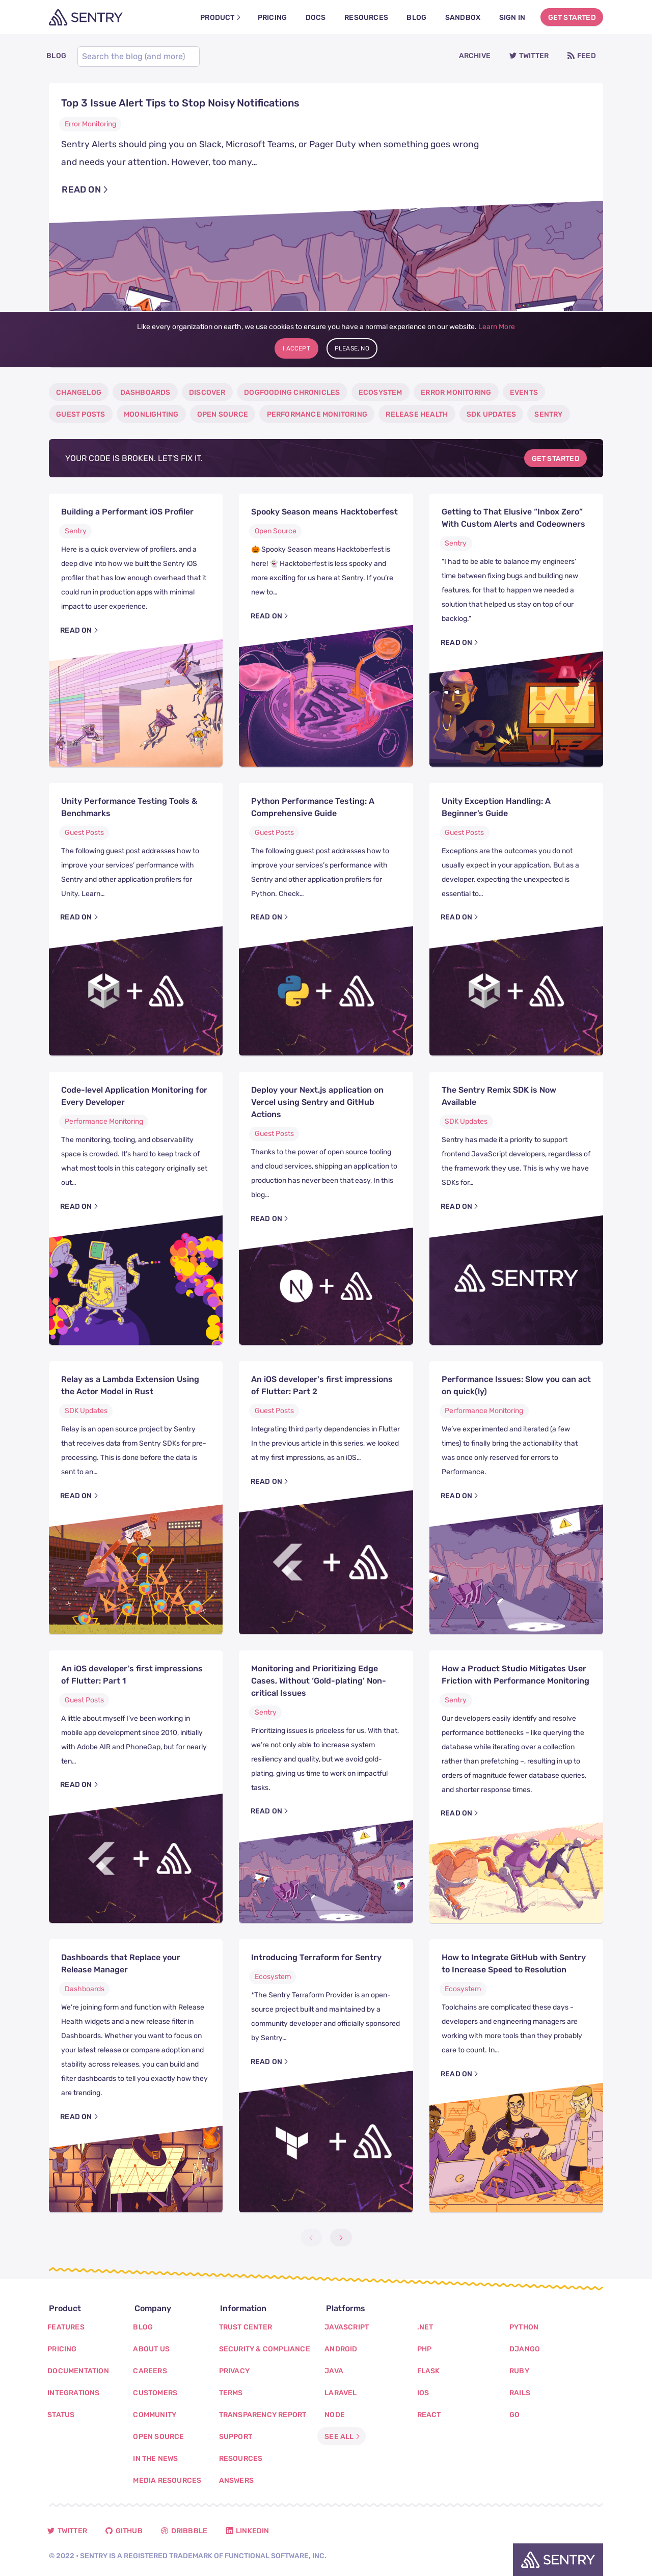 SENTRY
PRODUCT
PRICING
DOCS
RESOURCES
BLOG
SANDBOX
SIGN IN
GET STARTED
BLOG
Search the blog (and more)
ARCHIVE
TWITTER
FEED
Top 3 Issue Alert Tips to Stop Noisy Notifications
Error Monitoring
Sentry Alerts should ping you on Slack, Microsoft Teams, or Pager Duty when something goes wrong
and needs your attention. However, too many…
READ ON
Like every organization on earth, we use cookies to ensure you have a normal experience on our website. Learn More
I ACCEPT
PLEASE, NO
CHANGELOG
DASHBOARDS
DISCOVER
DOGFOODING CHRONICLES
ECOSYSTEM
ERROR MONITORING
EVENTS
GUEST POSTS
MOONLIGHTING
OPEN SOURCE
PERFORMANCE MONITORING
RELEASE HEALTH
SDK UPDATES
SENTRY
YOUR CODE IS BROKEN. LET'S FIX IT.
GET STARTED
Building a Performant iOS Profiler
Sentry
Here is a quick overview of profilers, and a
deep dive into how we built the Sentry iOS
profiler that has low enough overhead that it
could run in production apps with minimal
impact to user experience.
READ ON
Spooky Season means Hacktoberfest
Open Source
🎃 Spooky Season means Hacktoberfest is
here! 👻 Hacktoberfest is less spooky and
more exciting for us here at Sentry. If you're
new to…
READ ON
Getting to That Elusive “Inbox Zero”
With Custom Alerts and Codeowners
Sentry
"I had to be able to balance my engineers’
time between fixing bugs and building new
features, for that to happen we needed a
solution that helped us stay on top of our
backlog."
READ ON
Unity Performance Testing Tools &
Benchmarks
Guest Posts
The following guest post addresses how to
improve your services’ performance with
Sentry and other application profilers for
Unity. Learn…
READ ON
Python Performance Testing: A
Comprehensive Guide
Guest Posts
The following guest post addresses how to
improve your services’s performance with
Sentry and other application profilers for
Python. Check…
READ ON
Unity Exception Handling: A
Beginner’s Guide
Guest Posts
Exceptions are the outcomes you do not
usually expect in your application. But as a
developer, expecting the unexpected is
essential to…
READ ON
Code-level Application Monitoring for
Every Developer
Performance Monitoring
The monitoring, tooling, and observability
space is crowded. It’s hard to keep track of
what most tools in this category originally set
out…
READ ON
Deploy your Next.js application on
Vercel using Sentry and GitHub
Actions
Guest Posts
Thanks to the power of open source tooling
and cloud services, shipping an application to
production has never been that easy. In this
blog…
READ ON
The Sentry Remix SDK is Now
Available
SDK Updates
Sentry has made it a priority to support
frontend JavaScript developers, regardless of
the framework they use. This is why we have
SDKs for…
READ ON
SENTRY
Relay as a Lambda Extension Using
the Actor Model in Rust
SDK Updates
Relay is an open source project by Sentry
that receives data from Sentry SDKs for pre-
processing. This is done before the data is
sent to an…
READ ON
An iOS developer's first impressions
of Flutter: Part 2
Guest Posts
Integrating third party dependencies in Flutter
In the previous article in this series, we looked
at my first impressions, as an iOS…
READ ON
Performance Issues: Slow you can act
on quick(ly)
Performance Monitoring
We’ve experimented and iterated (a few
times) to finally bring the actionability that
was once only reserved for errors to
Performance.
READ ON
An iOS developer's first impressions
of Flutter: Part 1
Guest Posts
A little about myself I've been working in
mobile app development since 2010, initially
with Adobe AIR and PhoneGap, but for nearly
ten…
READ ON
Monitoring and Prioritizing Edge
Cases, Without ‘Gold-plating’ Non-
critical Issues
Sentry
Prioritizing issues is priceless for us. With that,
we’re not only able to increase system
resiliency and quality, but we avoid gold-
plating, giving us time to work on impactful
tasks.
READ ON
How a Product Studio Mitigates User
Friction with Performance Monitoring
Sentry
Our developers easily identify and resolve
performance bottlenecks – like querying the
database while iterating over a collection
rather than prefetching –, resulting in up to
orders of magnitude fewer database queries,
and shorter response times.
READ ON
Dashboards that Replace your
Release Manager
Dashboards
We’re joining form and function with Release
Health widgets and a new release filter in
Dashboards. Whether you want to focus on
your latest release or compare adoption and
stability across releases, you can build and
filter dashboards to tell you exactly how they
are trending.
READ ON
Introducing Terraform for Sentry
Ecosystem
*The Sentry Terraform Provider is an open-
source project built and maintained by a
community developer and officially sponsored
by Sentry…
READ ON
How to Integrate GitHub with Sentry
to Increase Speed to Resolution
Ecosystem
Toolchains are complicated these days -
developers and engineering managers are
working with more tools than they probably
care to count. In…
READ ON
Product
FEATURES
PRICING
DOCUMENTATION
INTEGRATIONS
STATUS
Company
BLOG
ABOUT US
CAREERS
CUSTOMERS
COMMUNITY
OPEN SOURCE
IN THE NEWS
MEDIA RESOURCES
Information
TRUST CENTER
SECURITY & COMPLIANCE
PRIVACY
TERMS
TRANSPARENCY REPORT
SUPPORT
RESOURCES
ANSWERS
Platforms
JAVASCRIPT
ANDROID
JAVA
LARAVEL
NODE
SEE ALL
.NET
PHP
FLASK
IOS
REACT
PYTHON
DJANGO
RUBY
RAILS
GO
TWITTER
GITHUB
DRIBBBLE
LINKEDIN
© 2022 • SENTRY IS A REGISTERED TRADEMARK OF FUNCTIONAL SOFTWARE, INC.
SENTRY